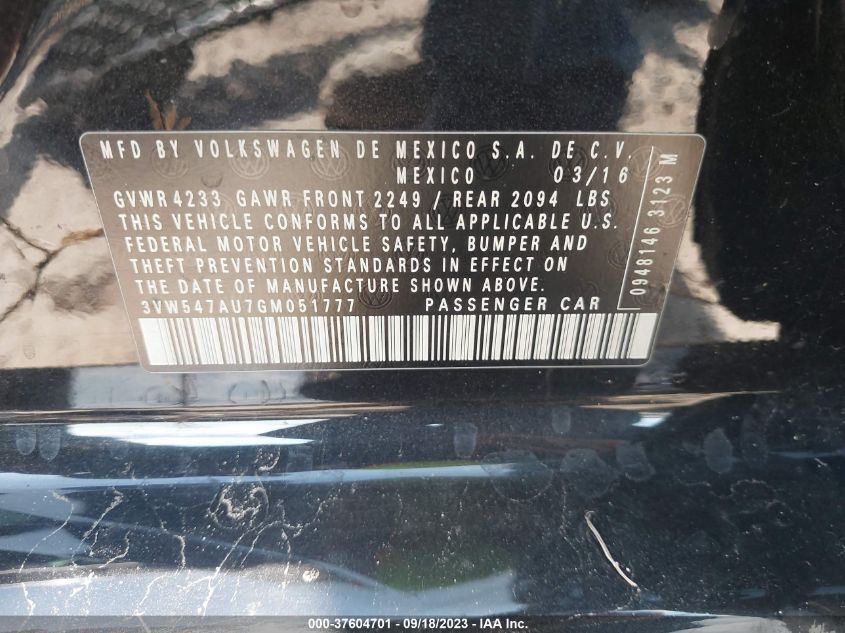 MFD BY VOLKSWAGEN DE MEXICO S.A. DE C.V.
MEXICO 03/16
GVWR 4233 GAWR FRONT 2249 / REAR 2094 LBS
THIS VEHICLE CONFORMS TO ALL APPLICABLE U.S.
FEDERAL MOTOR VEHICLE SAFETY, BUMPER AND
THEFT PREVENTION STANDARDS IN EFFECT ON
THE DATE OF MANUFACTURE SHOWN ABOVE.
3VW547AU7GM051777 PASSENGER CAR
0948146 3123 M
000-37604701 - 09/18/2023 - IAA Inc.